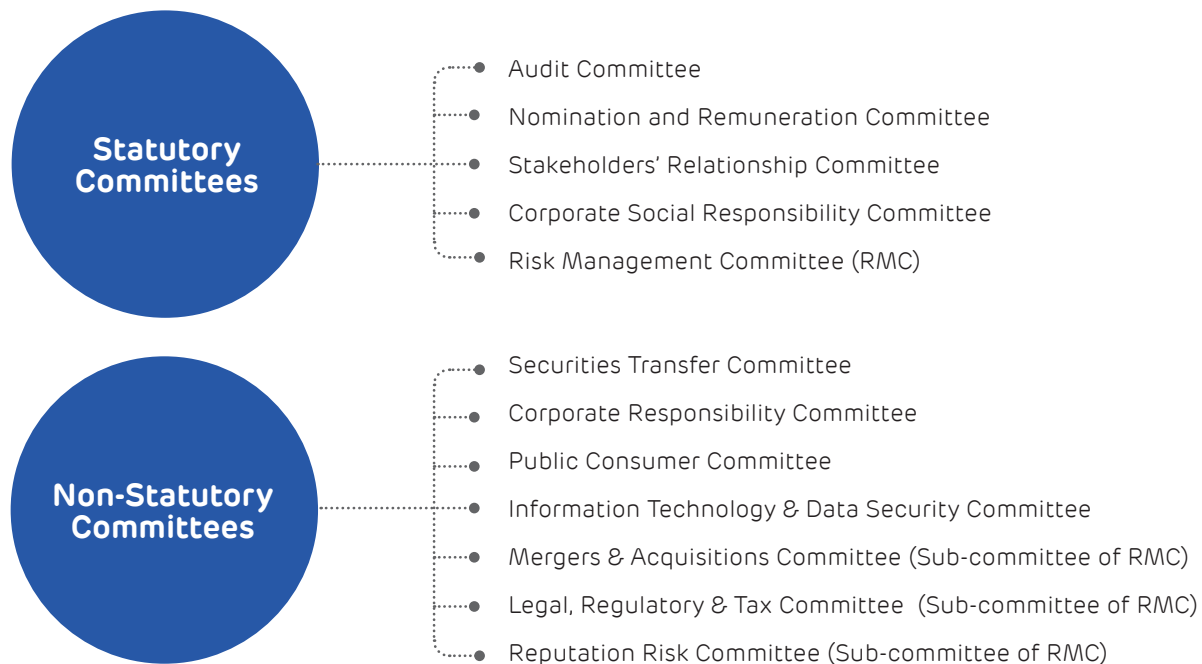 Statutory
Committees
Audit Committee
Nomination and Remuneration Committee
Stakeholders’ Relationship Committee
Corporate Social Responsibility Committee
Risk Management Committee (RMC)
Non-Statutory
Committees
Securities Transfer Committee
Corporate Responsibility Committee
Public Consumer Committee
Information Technology & Data Security Committee
Mergers & Acquisitions Committee (Sub-committee of RMC)
Legal, Regulatory & Tax Committee (Sub-committee of RMC)
Reputation Risk Committee (Sub-committee of RMC)